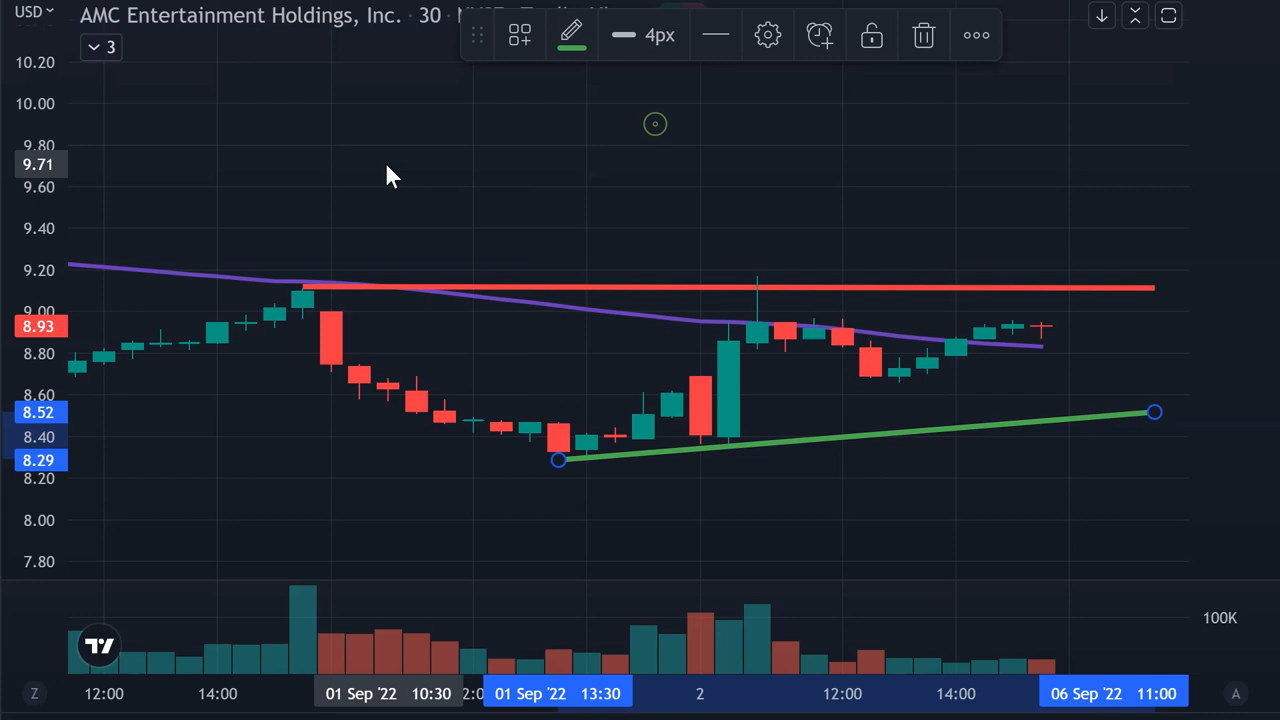 USD
AMC Entertainment Holdings, Inc. · 30
4px
3
10.20
10.00
9.80
9.71
9.60
9.40
9.20
9.00
8.93
8.80
8.60
8.52
8.40
8.29
8.20
8.00
7.80
100K
Z
12:00
14:00
01 Sep '22 10:30
2:0
01 Sep '22 13:30
2
12:00
14:00
06 Sep '22 11:00
A